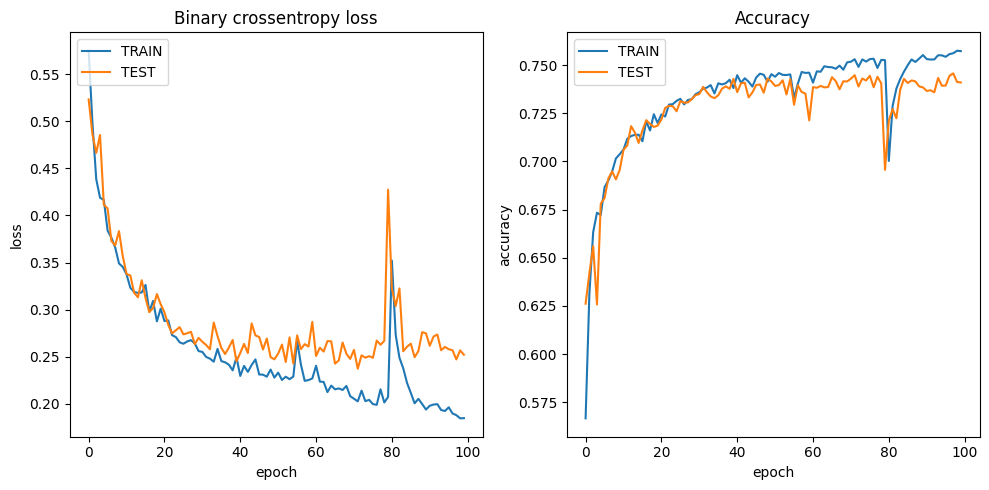 Binary crossentropy loss
TRAIN
TEST
0.55
0.50
0.45
0.40
0.35
0.30
0.25
0.20
loss
0 20 40 60 80 100
epoch
Accuracy
TRAIN
TEST
0.750
0.725
0.700
0.675
0.650
0.625
0.600
0.575
accuracy
0 20 40 60 80 100
epoch